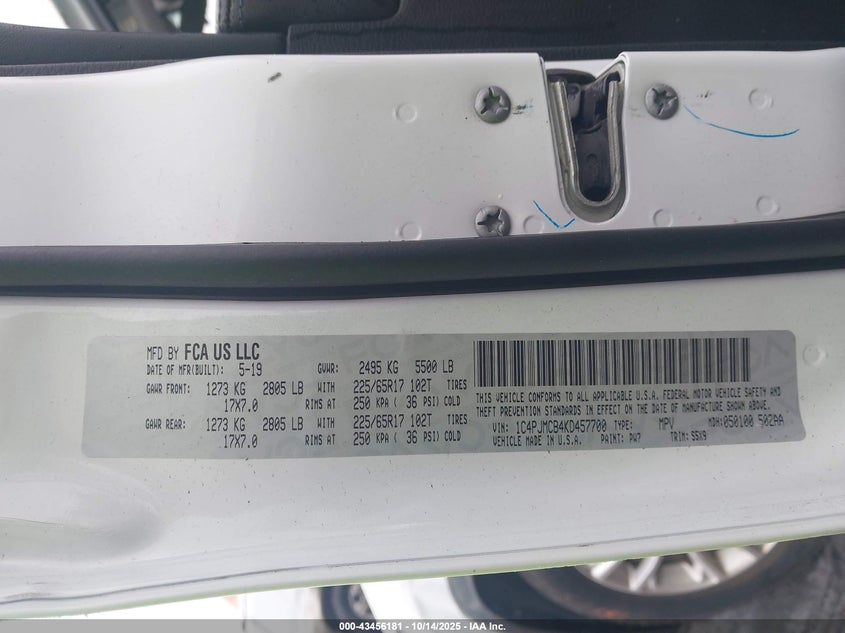 MFD BY FCA US LLC
DATE OF MFR(BUILT): 5-19 GVWR: 2495 KG 5500 LB
GAWR FRONT: 1273 KG 2805 LB WITH 225/65R17 102T TIRES
17X7.0 RIMS AT 250 KPA ( 36 PSI) COLD
GAWR REAR: 1273 KG 2805 LB WITH 225/65R17 102T TIRES
17X7.0 RIMS AT 250 KPA ( 36 PSI) COLD
THIS VEHICLE CONFORMS TO ALL APPLICABLE U.S.A. FEDERAL MOTOR VEHICLE SAFETY AND
THEFT PREVENTION STANDARDS IN EFFECT ON THE DATE OF MANUFACTURE SHOWN ABOVE.
VIN: 1C4PJMCB4KD457700 TYPE: MPV MDH: 050100 502AA
VEHICLE MADE IN U.S.A. PAINT: PW7 TRIM: S5X9
000-43456181 - 10/14/2025 - IAA Inc.